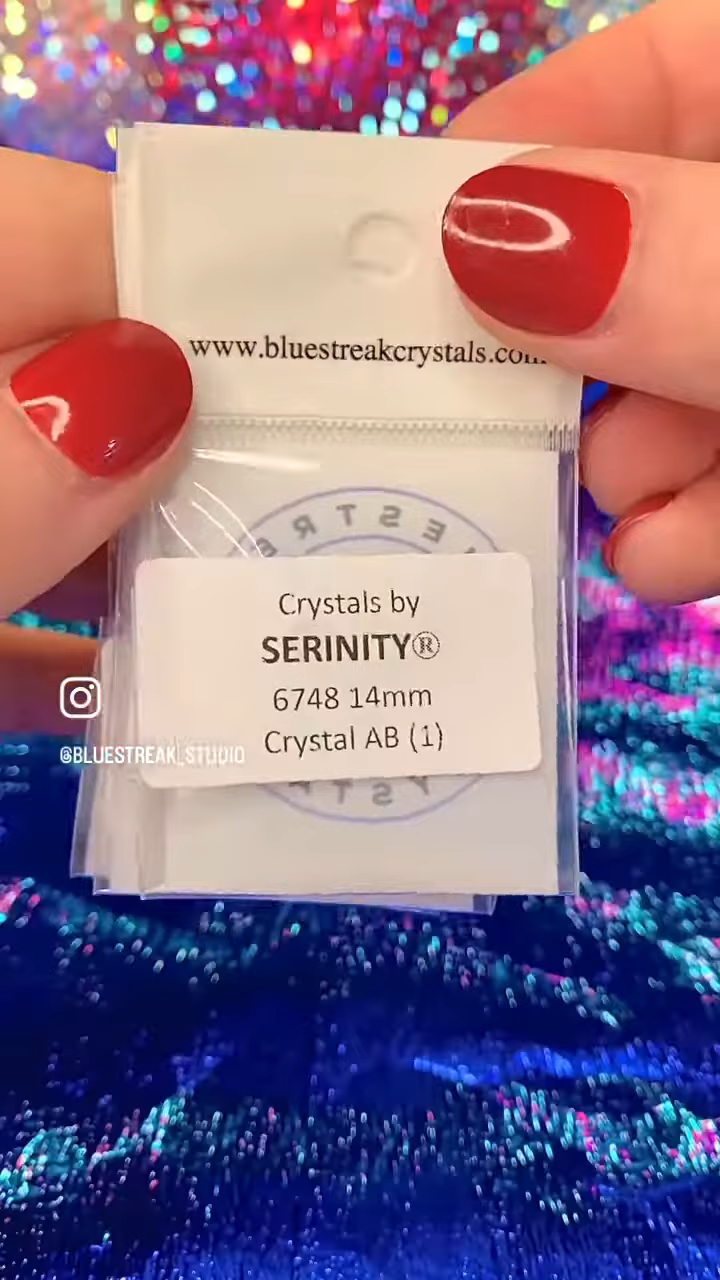 www.bluestreakcrystals.com
Crystals by
SERINITY®
6748 14mm
Crystal AB (1)
@BLUESTREAK_STUDIO